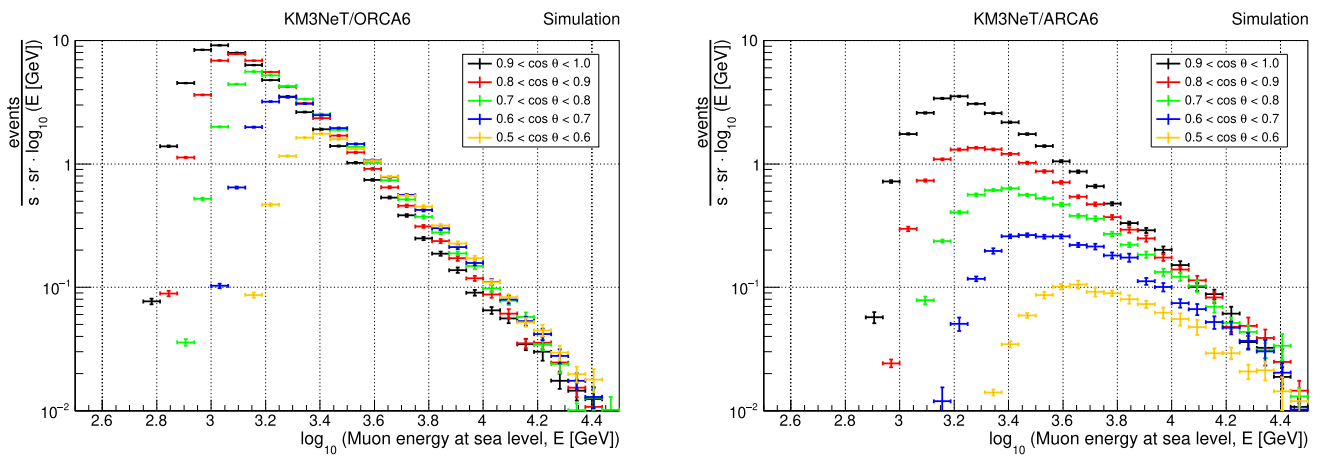 KM3NeT/ORCA6 Simulation
events
s · sr · log10 (E [GeV])
10
1
10−1
10−2
0.9 < cos θ < 1.0
0.8 < cos θ < 0.9
0.7 < cos θ < 0.8
0.6 < cos θ < 0.7
0.5 < cos θ < 0.6
2.6 2.8 3 3.2 3.4 3.6 3.8 4 4.2 4.4
log10 (Muon energy at sea level, E [GeV])
KM3NeT/ARCA6 Simulation
events
s · sr · log10 (E [GeV])
10
1
10−1
10−2
0.9 < cos θ < 1.0
0.8 < cos θ < 0.9
0.7 < cos θ < 0.8
0.6 < cos θ < 0.7
0.5 < cos θ < 0.6
2.6 2.8 3 3.2 3.4 3.6 3.8 4 4.2 4.4
log10 (Muon energy at sea level, E [GeV])